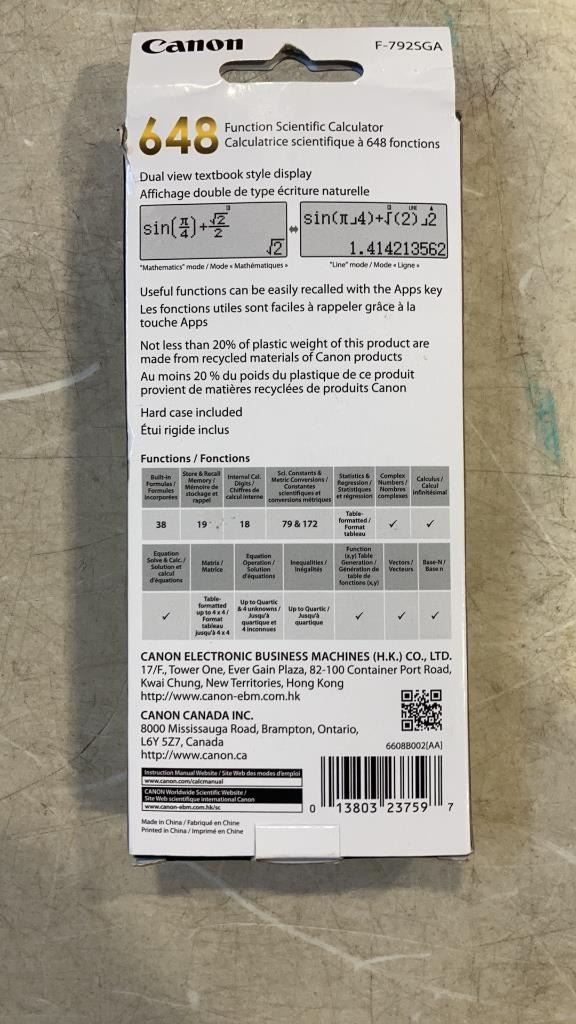 Canon
F-792SGA
648
Function Scientific Calculator
Calculatrice scientifique à 648 fonctions
Dual view textbook style display
Affichage double de type écriture naturelle
sin(π/4)+√2/2
√2
sin(π⌟4)+√(2)⌟2
LINE
1.414213562
"Mathematics" mode / Mode « Mathématiques »
"Line" mode / Mode « Ligne »
Useful functions can be easily recalled with the Apps key
Les fonctions utiles sont faciles à rappeler grâce à la
touche Apps
Not less than 20% of plastic weight of this product are
made from recycled materials of Canon products
Au moins 20 % du poids du plastique de ce produit
provient de matières recyclées de produits Canon
Hard case included
Étui rigide inclus
Functions / Fonctions
Built-in
Formulas /
Formules
Incorporées
Store & Recall
Memory /
Mémoire de
stockage et
rappel
Internal Cal.
Digits /
Chiffres de
calcul interne
Sci. Constants &
Metric Conversions /
Constantes
scientifiques et
conversions métriques
Statistics &
Regression /
Statistiques
et régression
Complex
Numbers /
Nombres
complexes
Calculus /
Calcul
infinitésimal
38
19
18
79 & 172
Table-
formatted /
Format
tableau
✓
✓
Equation
Solve & Calc. /
Solution et
calcul
d'équations
Matrix /
Matrice
Equation
Operation /
Solution
d'équations
Inequalities /
Inégalités
Function
(x,y) Table
Generation /
Génération de
table de
fonctions (x,y)
Vectors /
Vecteurs
Base-N /
Base n
✓
Table-
formatted
up to 4 x 4 /
Format
tableau
jusqu'à 4 x 4
Up to Quartic
& 4 unknowns /
Jusqu'à
quartique et
4 inconnues
Up to Quartic /
Jusqu'à
quartique
✓
✓
✓
CANON ELECTRONIC BUSINESS MACHINES (H.K.) CO., LTD.
17/F., Tower One, Ever Gain Plaza, 82-100 Container Port Road,
Kwai Chung, New Territories, Hong Kong
http://www.canon-ebm.com.hk
CANON CANADA INC.
8000 Mississauga Road, Brampton, Ontario,
L6Y 5Z7, Canada
http://www.canon.ca
6608B002[AA]
Instruction Manual Website / Site Web des modes d'emploi
www.canon.com/calcmanual
CANON Worldwide Scientific Website /
Site Web scientifique international Canon
www.canon-ebm.com.hk/sc
0 13803 23759 7
Made in China / Fabriqué en Chine
Printed in China / Imprimé en Chine